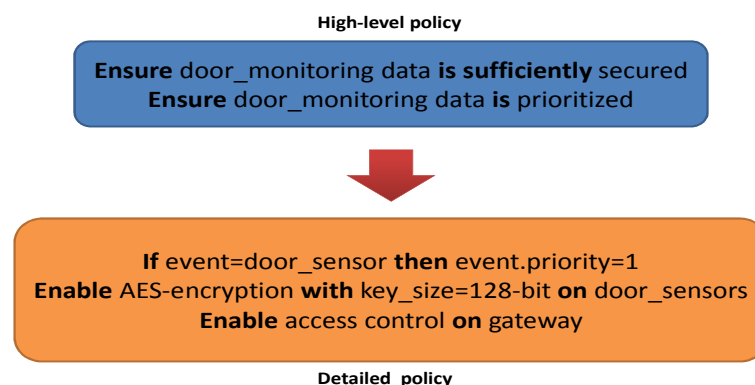 High-level policy
Ensure door_monitoring data is sufficiently secured
Ensure door_monitoring data is prioritized
If event=door_sensor then event.priority=1
Enable AES-encryption with key_size=128-bit on door_sensors
Enable access control on gateway
Detailed policy